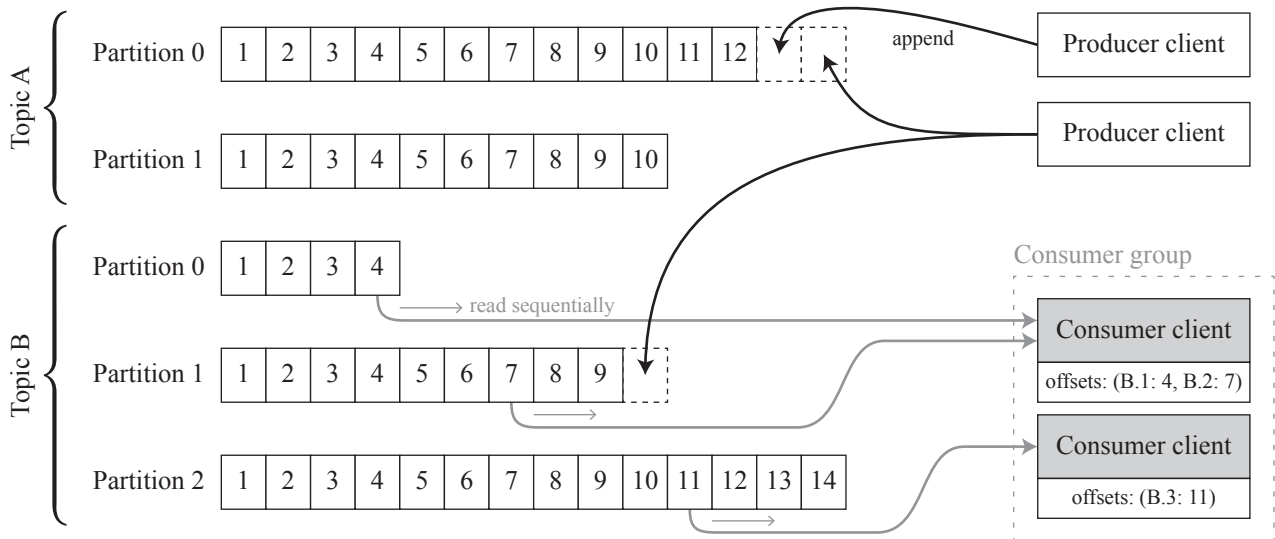 Topic A
Partition 0 1 2 3 4 5 6 7 8 9 10 11 12
append
Producer client
Producer client
Partition 1 1 2 3 4 5 6 7 8 9 10
Topic B
Partition 0 1 2 3 4
read sequentially
Consumer group
Consumer client
offsets: (B.1: 4, B.2: 7)
Partition 1 1 2 3 4 5 6 7 8 9
Consumer client
offsets: (B.3: 11)
Partition 2 1 2 3 4 5 6 7 8 9 10 11 12 13 14